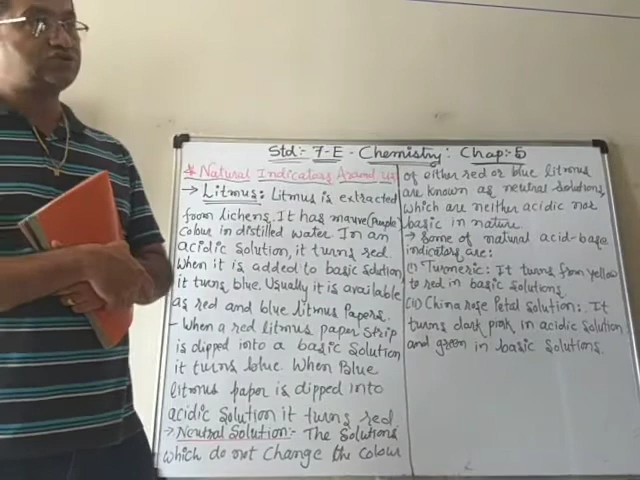 Std:- 7-E - Chemistry: Chap:-5
* Natural Indicators Around us
→ Litmus: Litmus is extracted
from Lichens. It has mauve (Purple)
Colour in distilled water. In an
acidic solution, it turns red.
When it is added to basic solution
it turns blue. Usually it is available
as red and blue litmus Papers.
- When a red litmus paper strip
is dipped into a basic Solution
it turns blue. When Blue
litmus paper is dipped into
acidic Solution it turns red
→ Neutral Solution:- The Solutions
which do not Change the Colour
of either red or blue litmus
are known as neutral solutions,
which are neither acidic nor
basic in nature.
→ Some of natural acid-base
indicators are:
(i) Turmeric: It turns from yellow
to red in basic solutions
(ii) China rose Petal Solution: It
turns dark pink in acidic solution
and green in basic solutions.